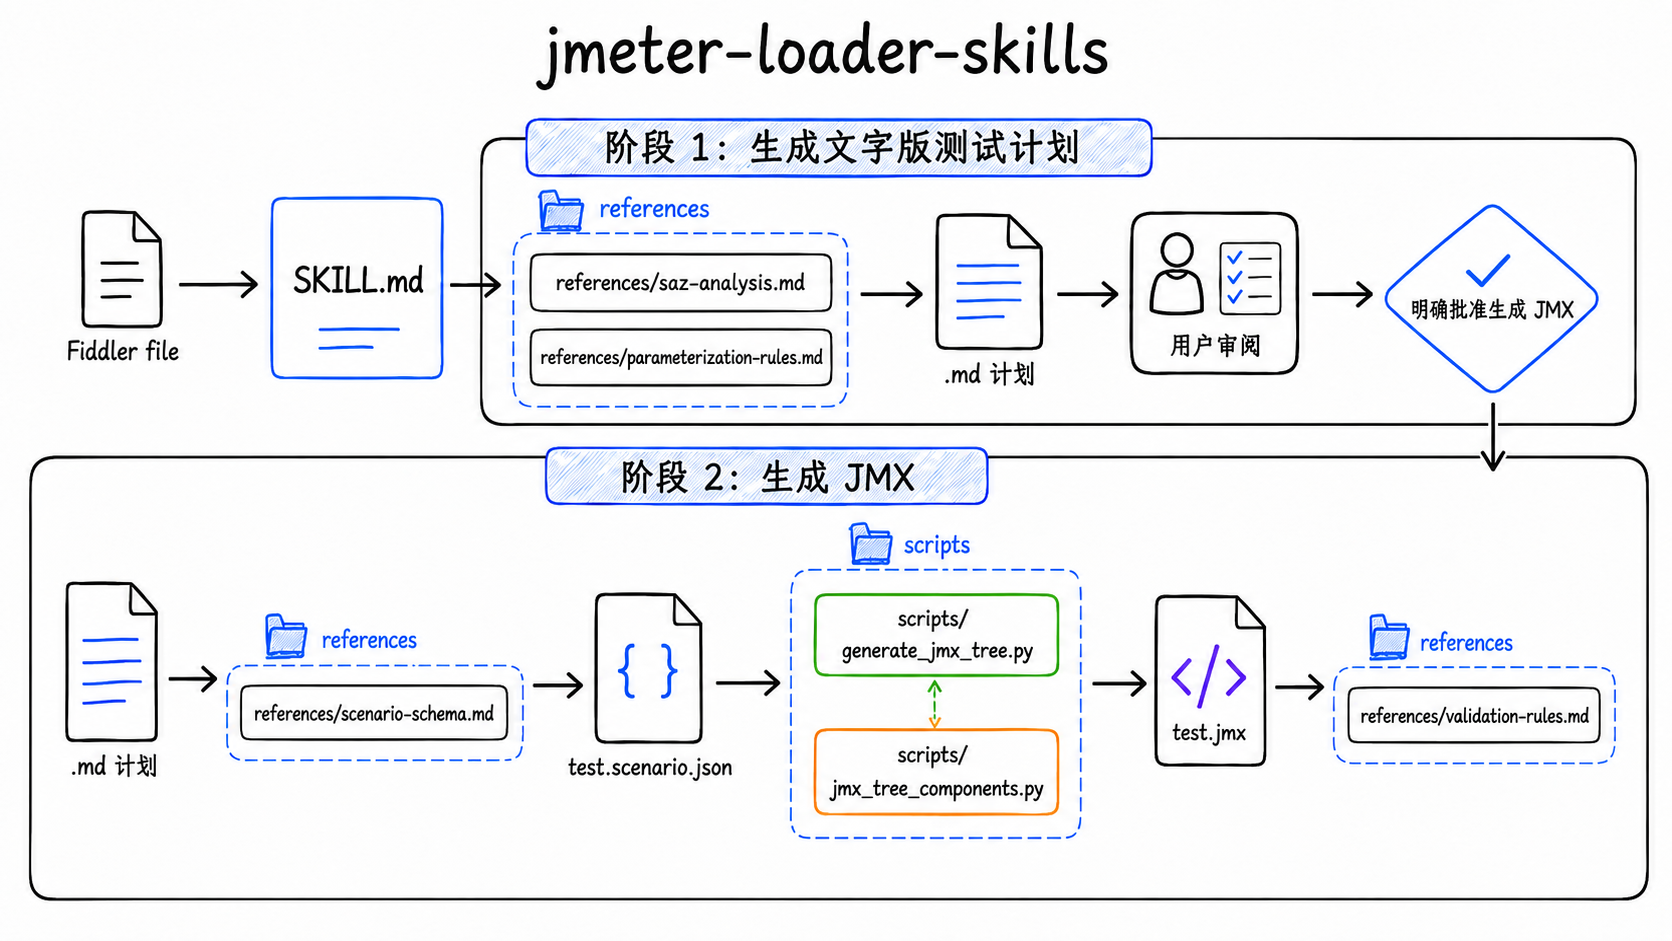 jmeter-loader-skills
阶段 1：生成文字版测试计划
Fiddler file
SKILL.md
references
references/saz-analysis.md
references/parameterization-rules.md
.md 计划
用户审阅
明确批准生成 JMX
阶段 2：生成 JMX
.md 计划
references
references/scenario-schema.md
{ }
test.scenario.json
scripts
scripts/
generate_jmx_tree.py
scripts/
jmx_tree_components.py
</>
test.jmx
references
references/validation-rules.md